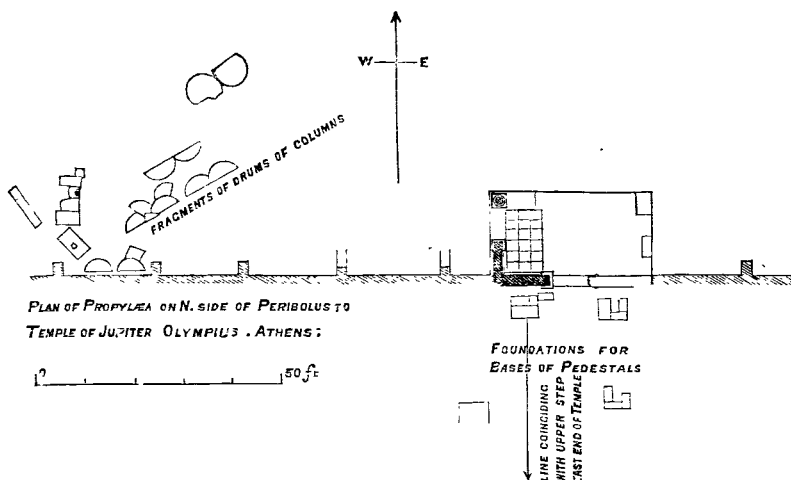 W E
FRAGMENTS OF DRUMS OF COLUMNS
PLAN OF PROPYLÆA ON N. SIDE OF PERIBOLUS TO
TEMPLE OF JUPITER OLYMPIUS. ATHENS:
0 50 ft
FOUNDATIONS FOR
BASES OF PEDESTALS
LINE COINCIDING
WITH UPPER STEP
EAST END OF TEMPLE